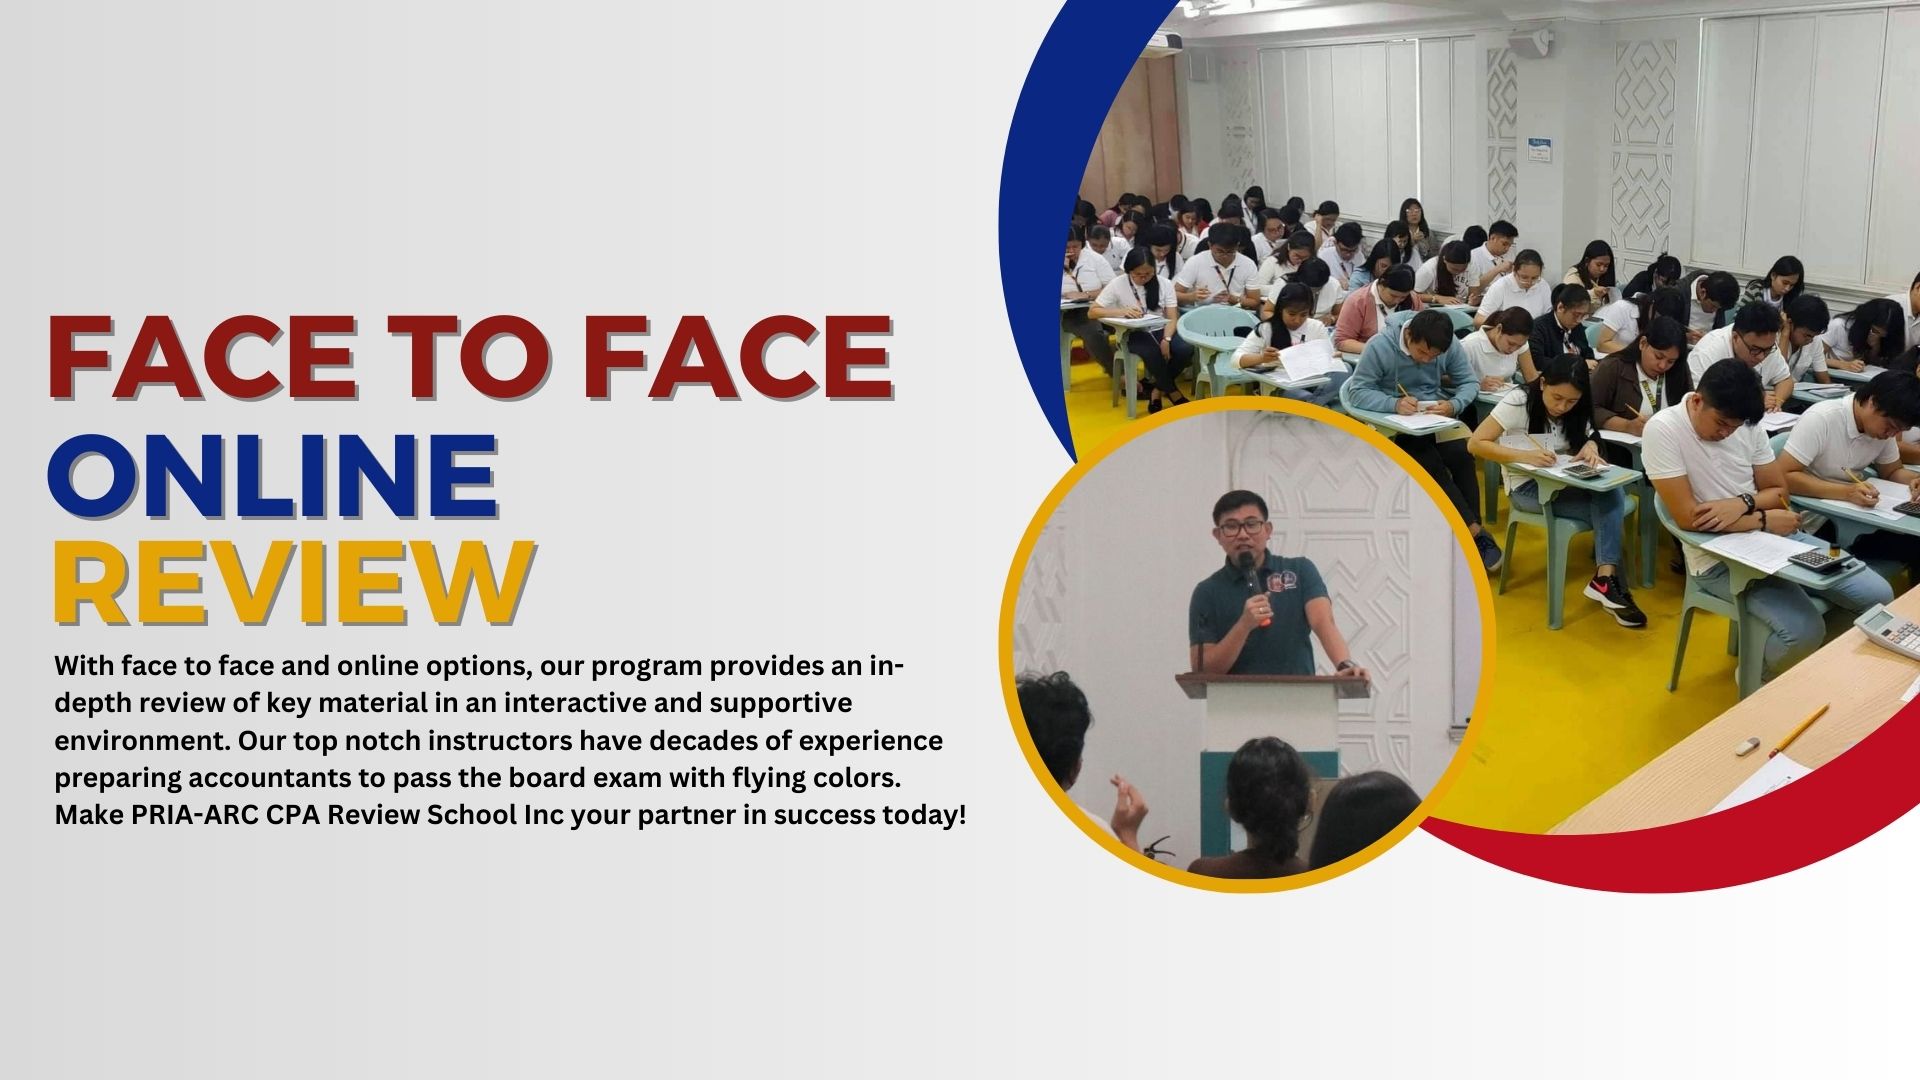 FACE TO FACE
ONLINE
REVIEW
With face to face and online options, our program provides an in-
depth review of key material in an interactive and supportive
environment. Our top notch instructors have decades of experience
preparing accountants to pass the board exam with flying colors.
Make PRIA-ARC CPA Review School Inc your partner in success today!